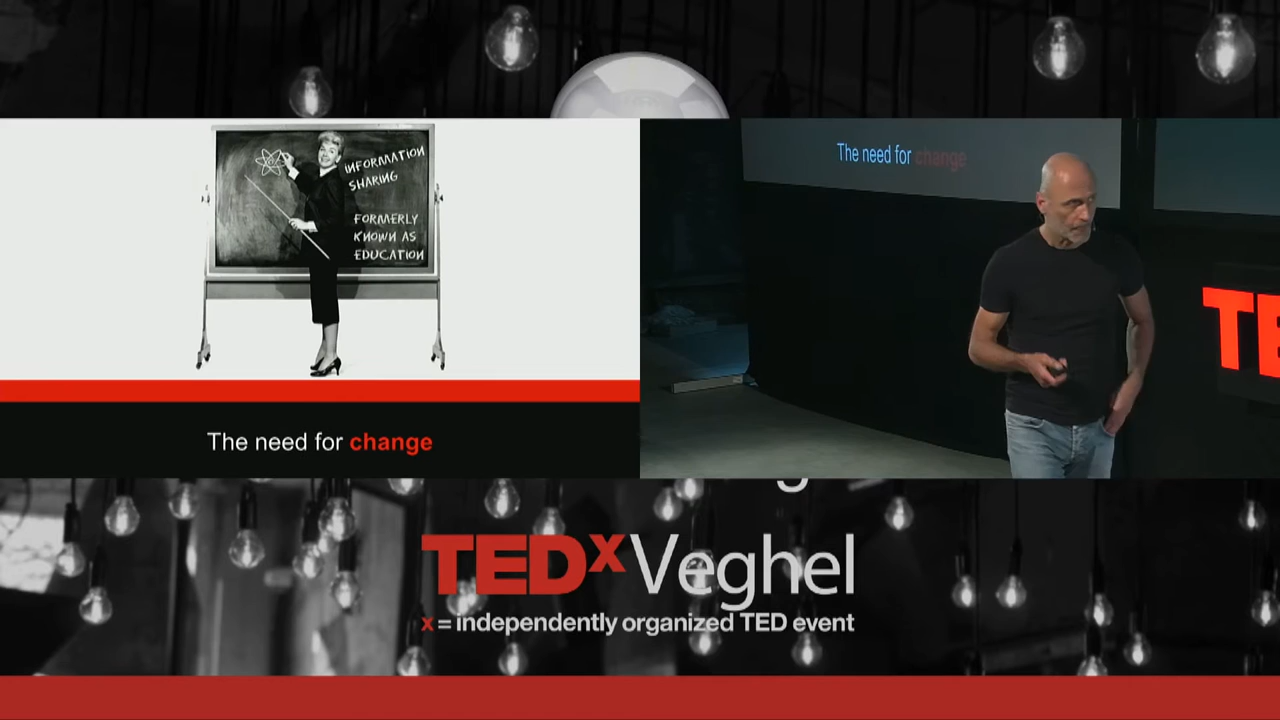 INFORMATION
SHARING
FORMERLY
KNOWN AS
EDUCATION
The need for change
The need for change
TE
TEDxVeghel
x = independently organized TED event